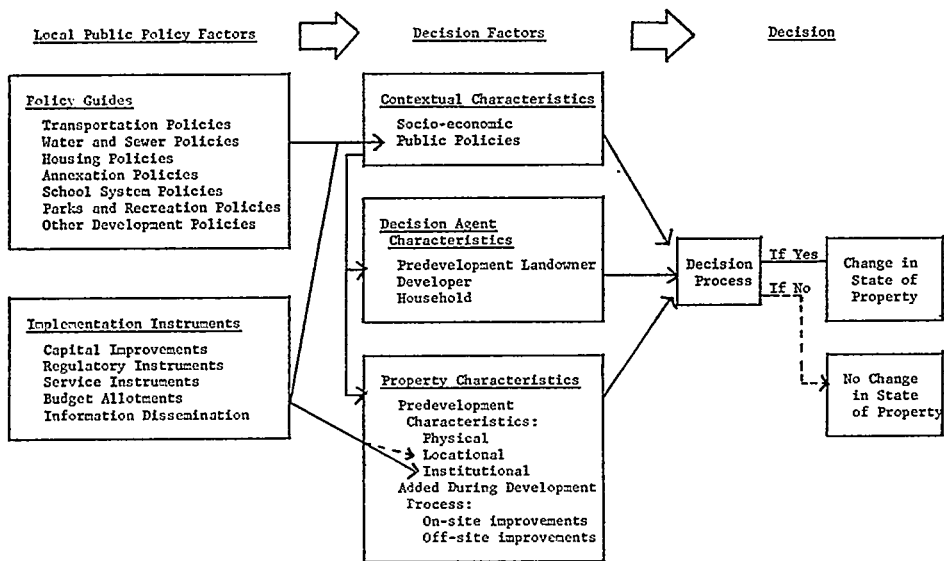 Local Public Policy Factors
Decision Factors
Decision
Policy Guides
Transportation Policies
Water and Sewer Policies
Housing Policies
Annexation Policies
School System Policies
Parks and Recreation Policies
Other Development Policies
Implementation Instruments
Capital Improvements
Regulatory Instruments
Service Instruments
Budget Allotments
Information Dissemination
Contextual Characteristics
Socio-economic
Public Policies
Decision Agent
Characteristics
Predevelopment Landowner
Developer
Household
Property Characteristics
Predevelopment
Characteristics:
Physical
Locational
Institutional
Added During Development
Process:
On-site improvements
Off-site improvements
Decision
Process
If Yes
If No
Change in
State of
Property
No Change
in State
of Property